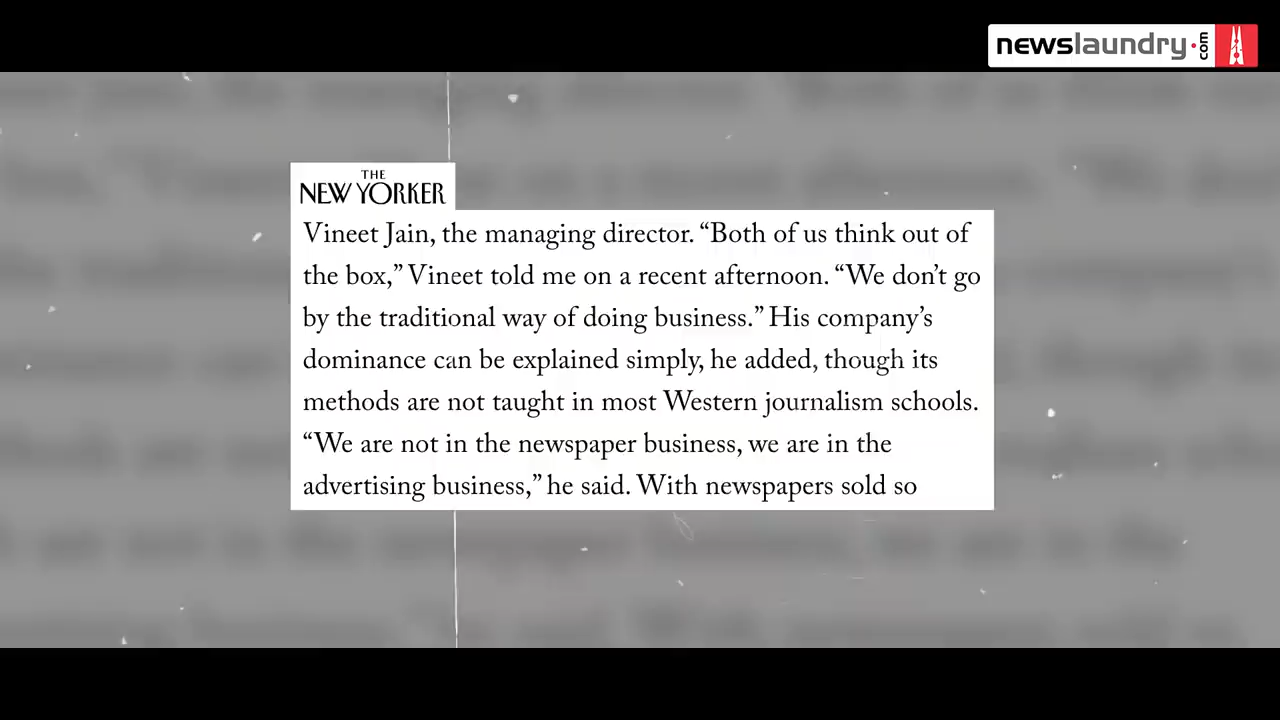 newslaundry.com
THE
NEW YORKER
Vineet Jain, the managing director. “Both of us think out of
the box,” Vineet told me on a recent afternoon. “We don’t go
by the traditional way of doing business.” His company’s
dominance can be explained simply, he added, though its
methods are not taught in most Western journalism schools.
“We are not in the newspaper business, we are in the
advertising business,” he said. With newspapers sold so